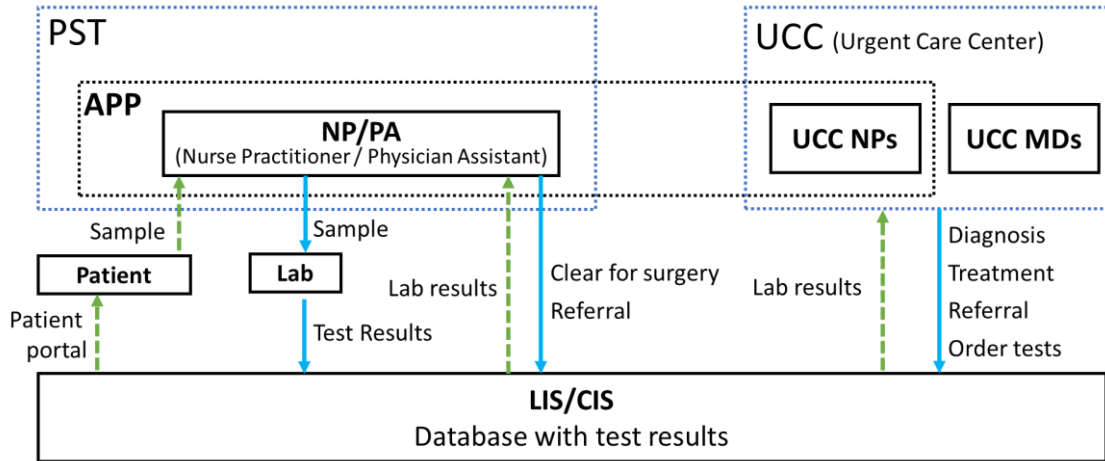 PST
UCC (Urgent Care Center)
APP
NP/PA
(Nurse Practitioner / Physician Assistant)
UCC NPs
UCC MDs
Sample
Sample
Patient
Lab
Lab results
Clear for surgery
Referral
Lab results
Diagnosis
Treatment
Referral
Order tests
Patient
portal
Test Results
LIS/CIS
Database with test results